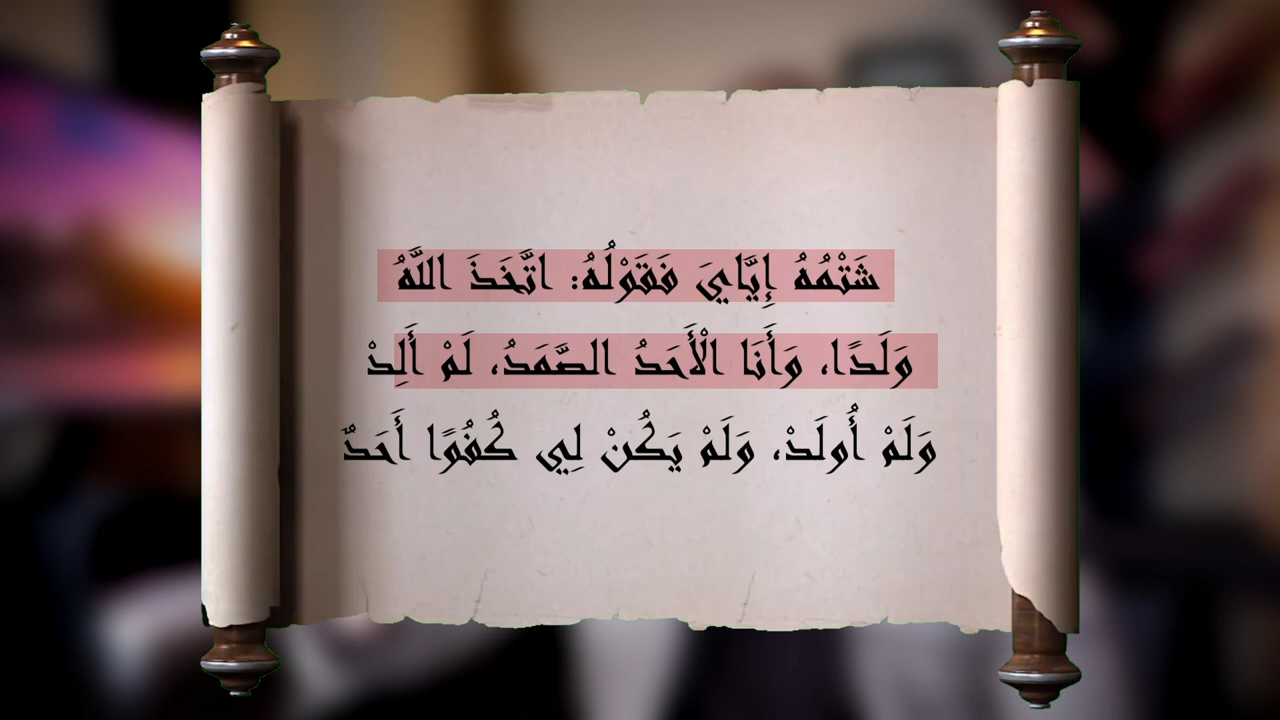 شَتْمُهُ إِيَّايَ فَقَوْلُهُ: اتَّخَذَ اللَّهُ
وَلَدًا، وَأَنَا الْأَحَدُ الصَّمَدُ، لَمْ أَلِدْ
وَلَمْ أُولَدْ، وَلَمْ يَكُنْ لِي كُفُوًا أَحَدٌ